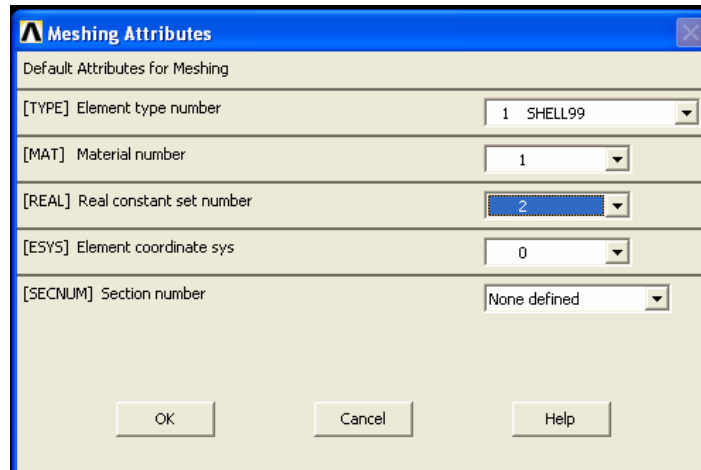 Meshing Attributes
Default Attributes for Meshing
[TYPE] Element type number 1 SHELL99
[MAT] Material number 1
[REAL] Real constant set number 2
[ESYS] Element coordinate sys 0
[SECNUM] Section number None defined
OK Cancel Help